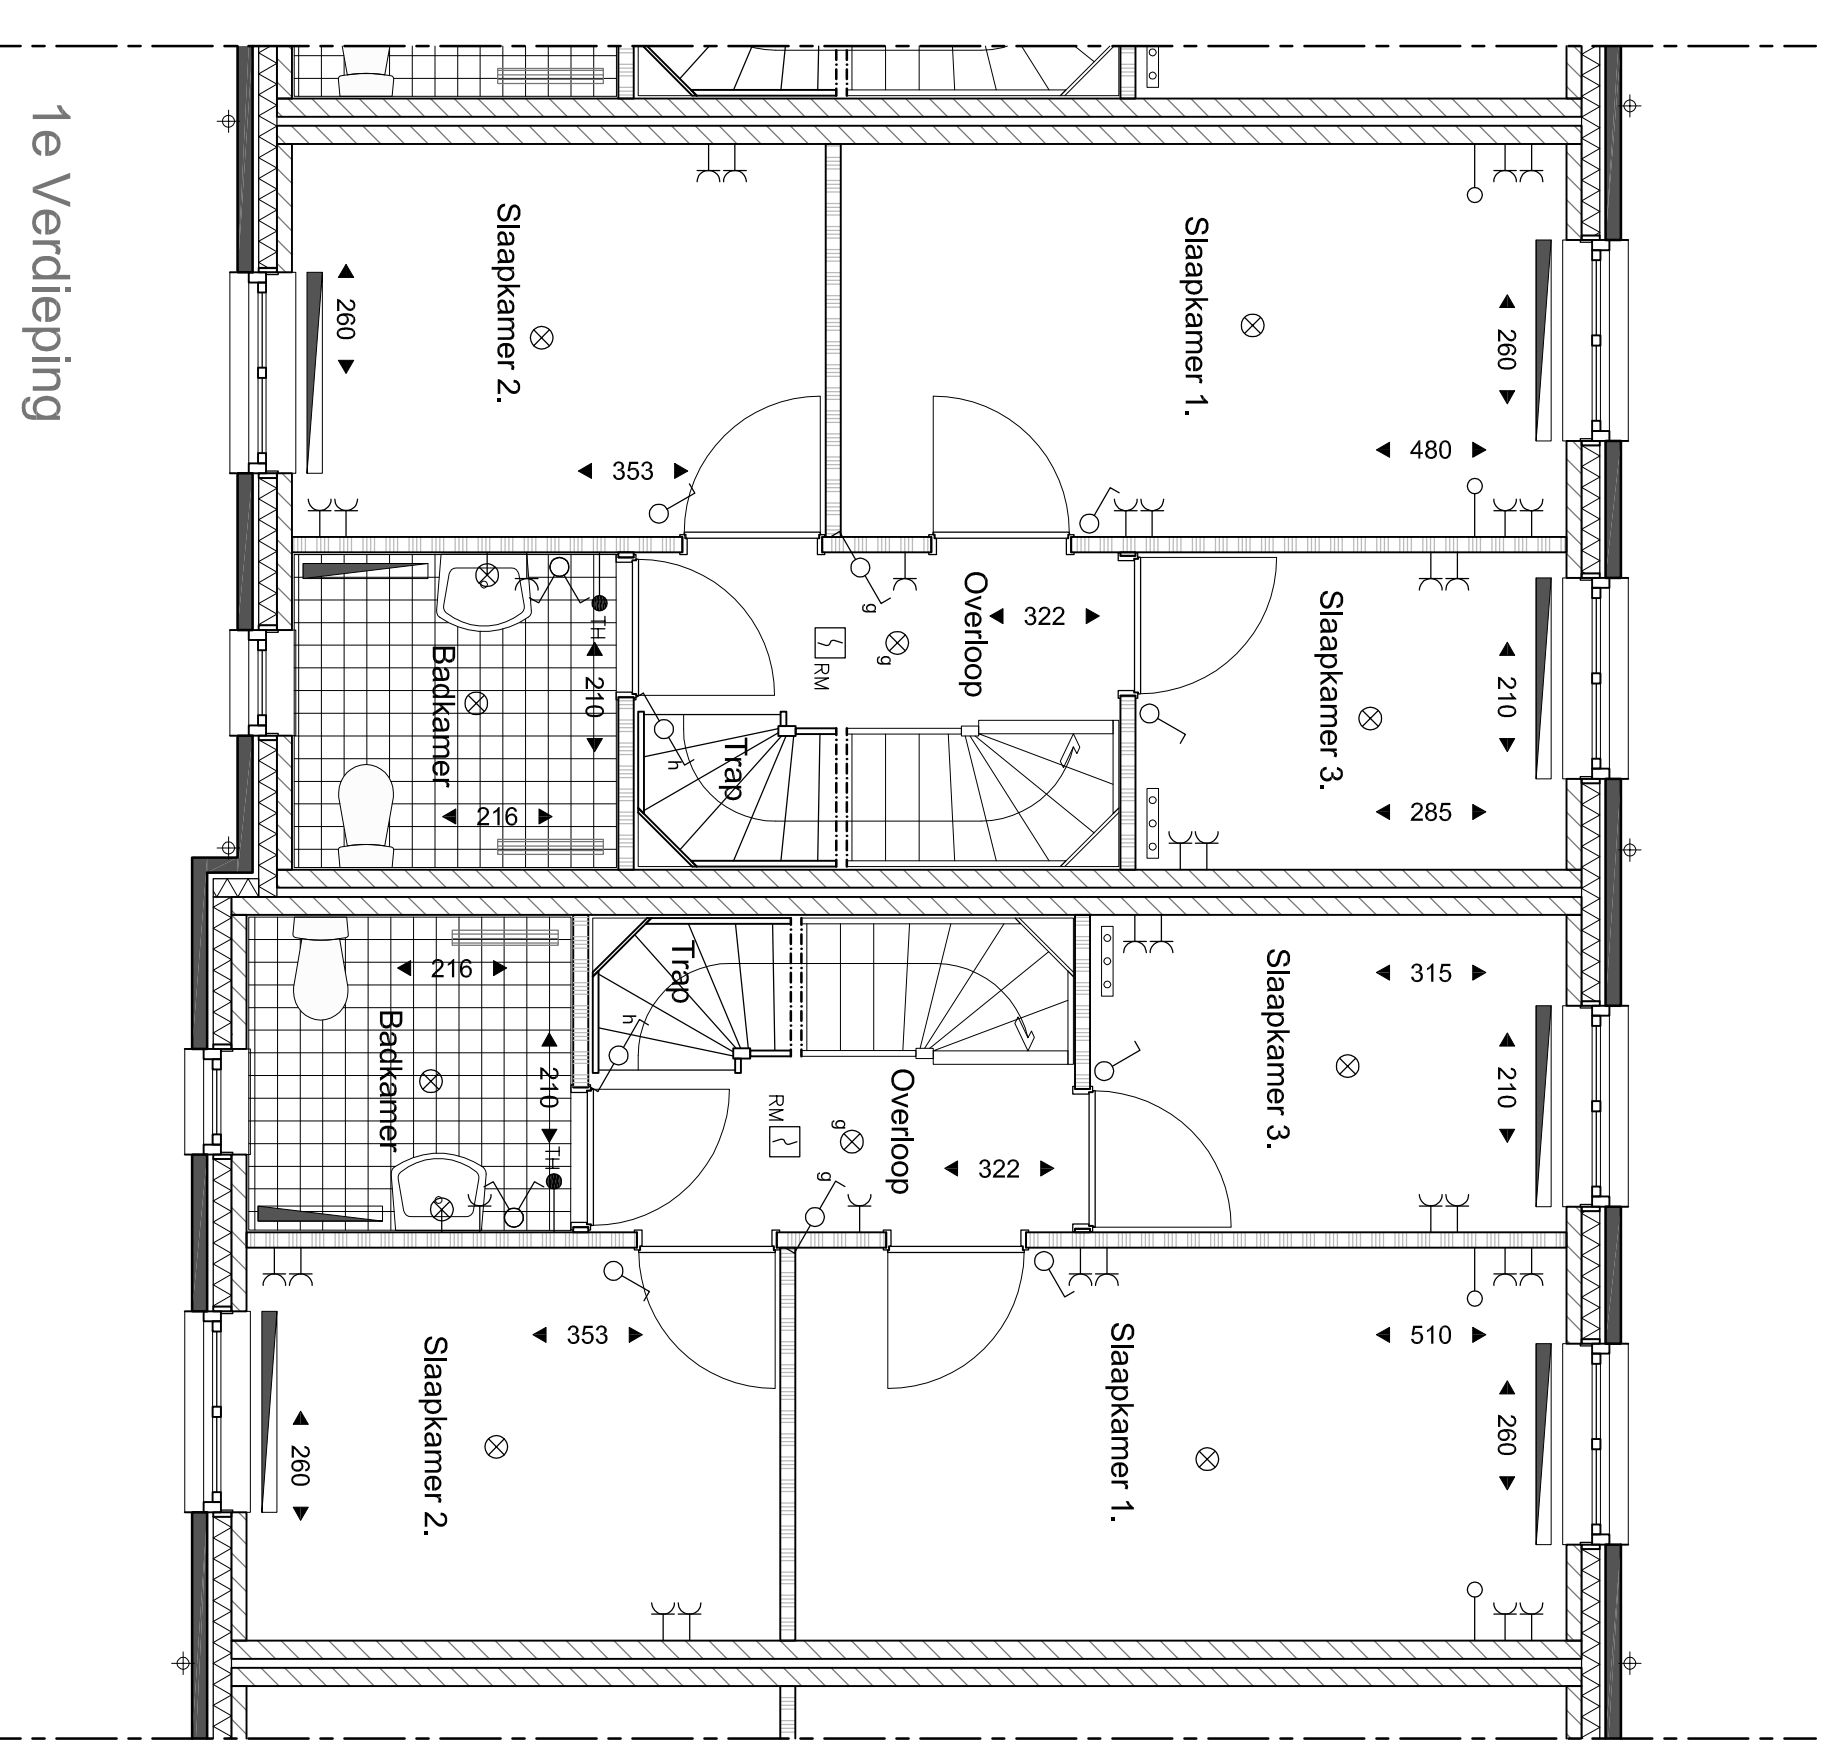 1e Verdieping
Slaapkamer 2.
260
353
Slaapkamer 1.
260
480
Badkamer
TH
210
216
Overloop
322
g
g
RM
Trap
h
Slaapkamer 3.
210
285
Badkamer
216
210
TH
Trap
h
Overloop
322
RM
g
g
Slaapkamer 3.
315
210
Slaapkamer 2.
353
260
Slaapkamer 1.
510
260